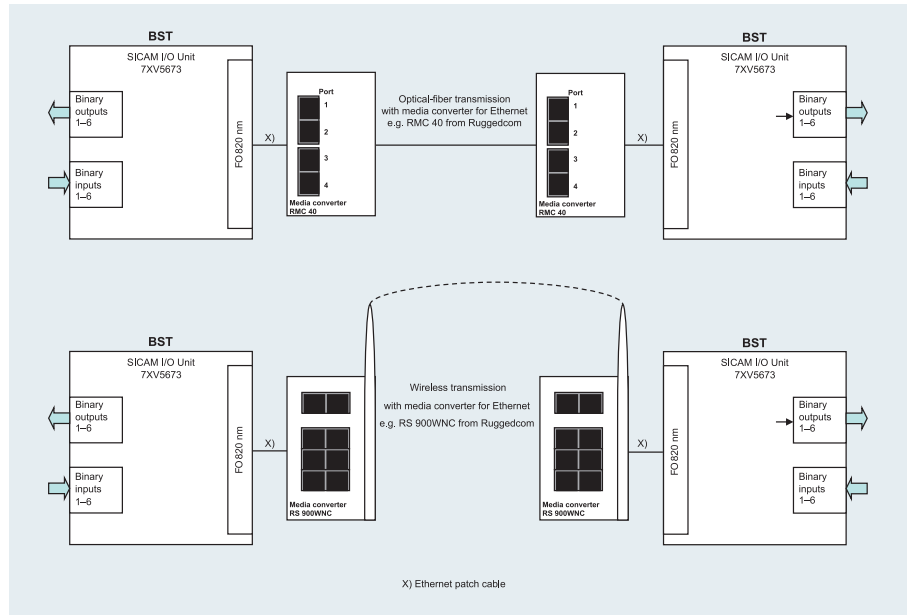 BST
SICAM I/O Unit
7XV5673
Binary
outputs
1–6
Binary
inputs
1–6
FO 820 nm
X)
Port
1
2
3
4
Media converter
RMC 40
Optical-fiber transmission
with media converter for Ethernet
e.g. RMC 40 from Ruggedcom
Port
1
2
3
4
Media converter
RMC 40
X)
BST
SICAM I/O Unit
7XV5673
FO 820 nm
Binary
outputs
1–6
Binary
inputs
1–6
BST
SICAM I/O Unit
7XV5673
Binary
outputs
1–6
Binary
inputs
1–6
FO 820 nm
X)
Media converter
RS 900WNC
Wireless transmission
with media converter for Ethernet
e.g. RS 900WNC from Ruggedcom
Media converter
RS 900WNC
X)
BST
SICAM I/O Unit
7XV5673
FO 820 nm
Binary
outputs
1–6
Binary
inputs
1–6
X) Ethernet patch cable